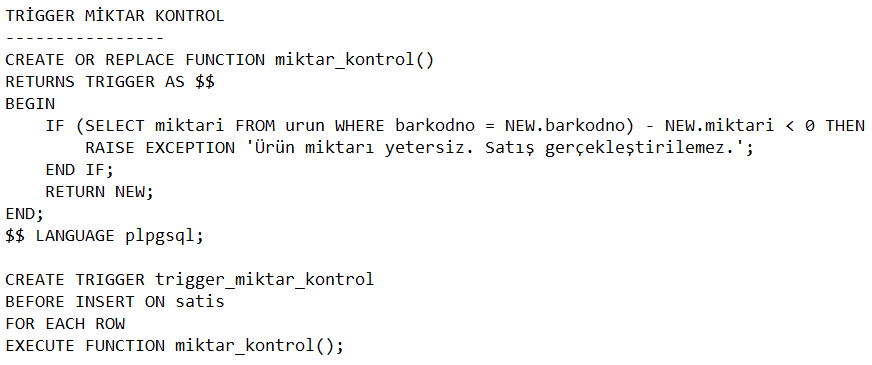 TRİGGER MİKTAR KONTROL
----------------
CREATE OR REPLACE FUNCTION miktar_kontrol()
RETURNS TRIGGER AS $$
BEGIN
    IF (SELECT miktari FROM urun WHERE barkodno = NEW.barkodno) - NEW.miktari < 0 THEN
        RAISE EXCEPTION 'Ürün miktarı yetersiz. Satış gerçekleştirilemez.';
    END IF;
    RETURN NEW;
END;
$$ LANGUAGE plpgsql;

CREATE TRIGGER trigger_miktar_kontrol
BEFORE INSERT ON satis
FOR EACH ROW
EXECUTE FUNCTION miktar_kontrol();